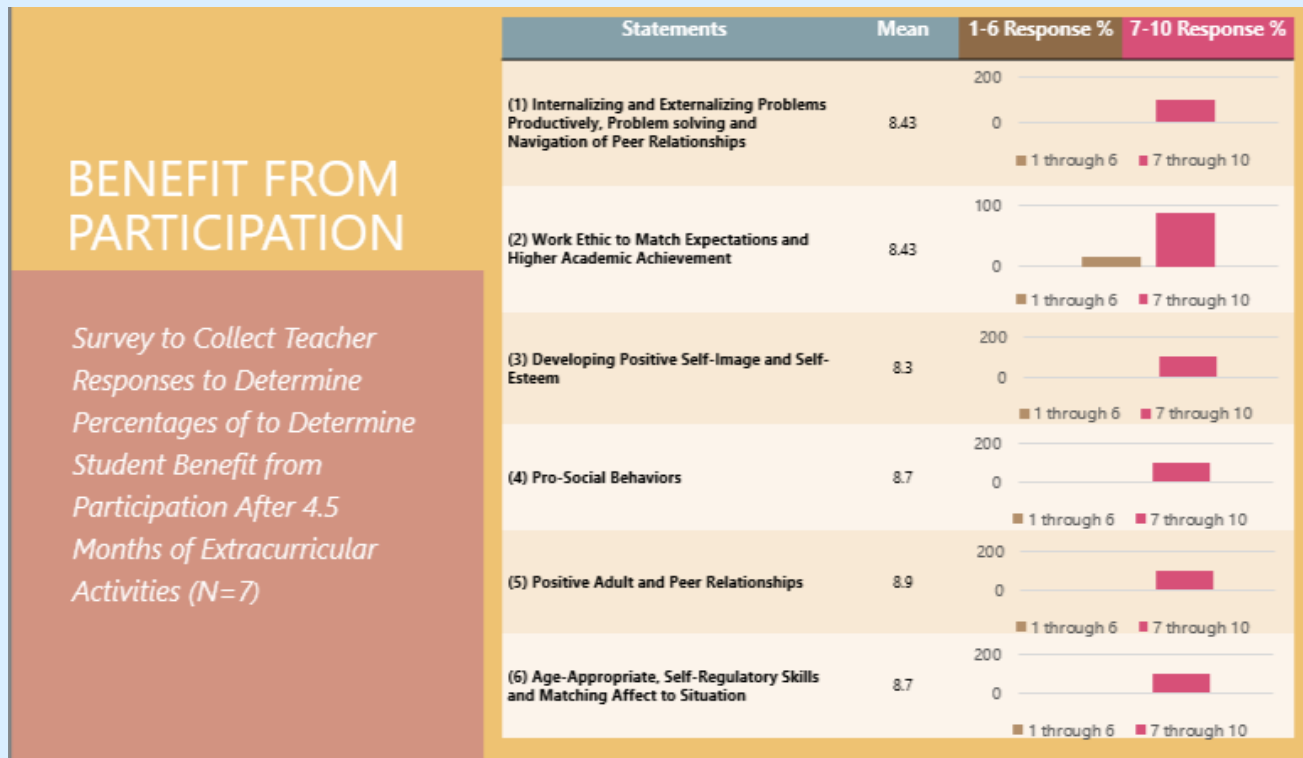 BENEFIT FROM
PARTICIPATION
Survey to Collect Teacher
Responses to Determine
Percentages of to Determine
Student Benefit from
Participation After 4.5
Months of Extracurricular
Activities (N=7)
Statements Mean 1-6 Response % 7-10 Response %
(1) Internalizing and Externalizing Problems
Productively, Problem solving and
Navigation of Peer Relationships
8.43
200
0
1 through 6 7 through 10
(2) Work Ethic to Match Expectations and
Higher Academic Achievement
8.43
100
0
1 through 6 7 through 10
(3) Developing Positive Self-Image and Self-
Esteem
8.3
200
0
1 through 6 7 through 10
(4) Pro-Social Behaviors
8.7
200
0
1 through 6 7 through 10
(5) Positive Adult and Peer Relationships
8.9
200
0
1 through 6 7 through 10
(6) Age-Appropriate, Self-Regulatory Skills
and Matching Affect to Situation
8.7
200
0
1 through 6 7 through 10